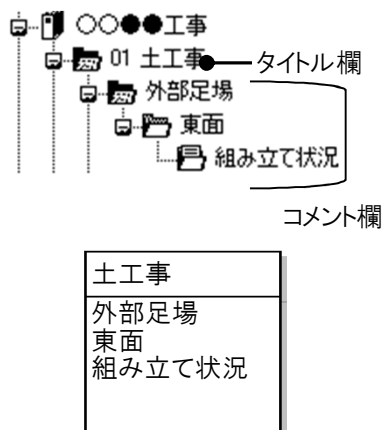 ○○●●工事
01 土工事 タイトル欄
外部足場
東面
組み立て状況
コメント欄
土工事
外部足場
東面
組み立て状況